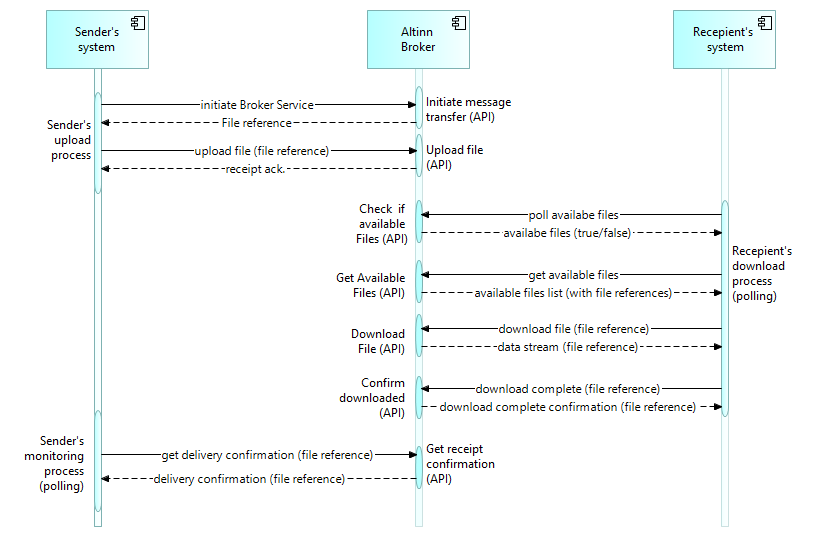 Sender's
system
Altinn
Broker
Recepient's
system
initiate Broker Service
Initiate message
transfer (API)
File reference
Sender's
upload
process
upload file (file reference)
Upload file
(API)
receipt ack.
Check if
available
Files (API)
poll availabe files
availabe files (true/false)
Recepient's
download
process
(polling)
Get Available
Files (API)
get available files
available files list (with file references)
Download
File (API)
download file (file reference)
data stream (file reference)
Confirm
downloaded
(API)
download complete (file reference)
download complete confirmation (file reference)
Sender's
monitoring
process
(polling)
get delivery confirmation (file reference)
Get receipt
confirmation
(API)
delivery confirmation (file reference)